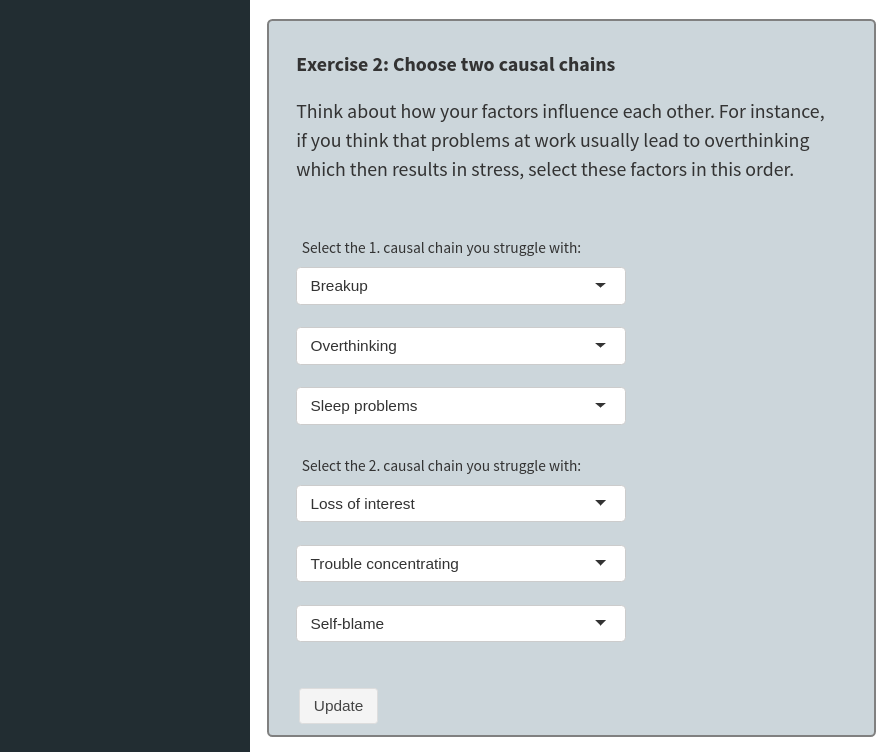 Exercise 2: Choose two causal chains
Think about how your factors influence each other. For instance,
if you think that problems at work usually lead to overthinking
which then results in stress, select these factors in this order.
Select the 1. causal chain you struggle with:
Breakup
Overthinking
Sleep problems
Select the 2. causal chain you struggle with:
Loss of interest
Trouble concentrating
Self-blame
Update